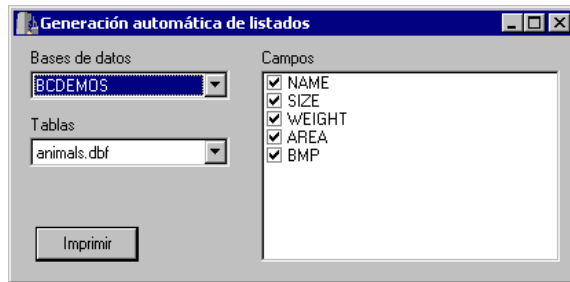 Generación automática de listados
Bases de datos
BCDEMOS
Tablas
animals.dbf
Imprimir
Campos
NAME
SIZE
WEIGHT
AREA
BMP